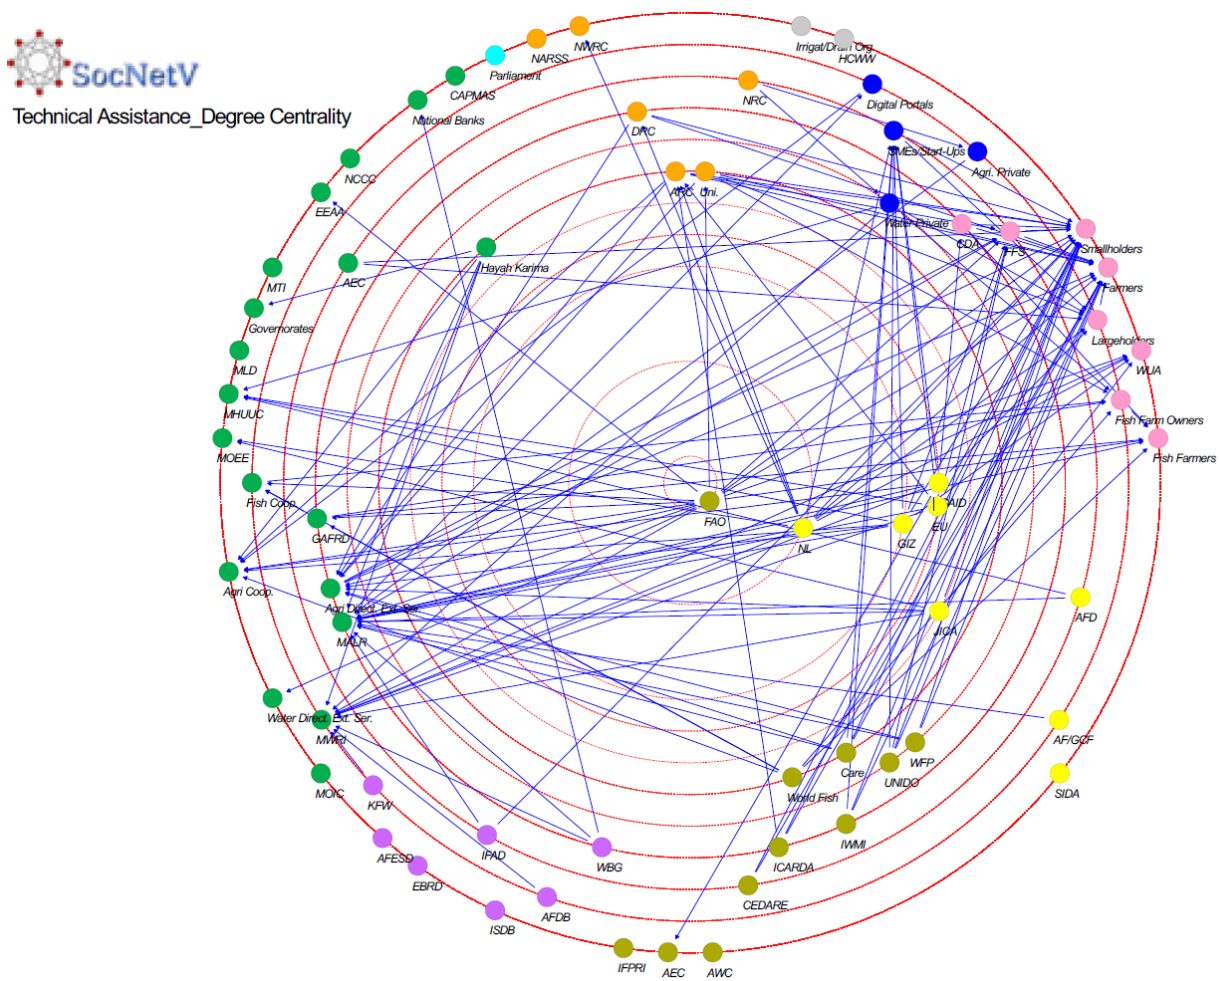 SocNetV
Technical Assistance_Degree Centrality
NWRC
NARSS
Parliament
CAPMAS
National Banks
NCCC
EEAA
MTI
AEC
Governorates
MLD
MHUUC
MOEE
Fish Coop.
GAFRD
Agri Coop.
Agri Direct. Ext. Ser.
MALR
Water Direct. Ext. Ser.
MWRI
MOIC
KFW
AFESD
EBRD
IFAD
ISDB
AFDB
WBG
IFPRI
AEC
AWC
CEDARE
ICARDA
IWMI
World Fish
Care
UNIDO
WFP
SIDA
AF/GCF
AFD
JICA
GIZ
EU
NL
FAO
Hayah Karima
ARC
Uni.
DRC
NRC
Irrigat/Drain Org.
HCWW
Digital Portals
SMEs/Start-Ups
Agri. Private
Water Private
CDA
FFS
Smallholders
Farmers
Largeholders
WUA
Fish Farm Owners
Fish Farmers